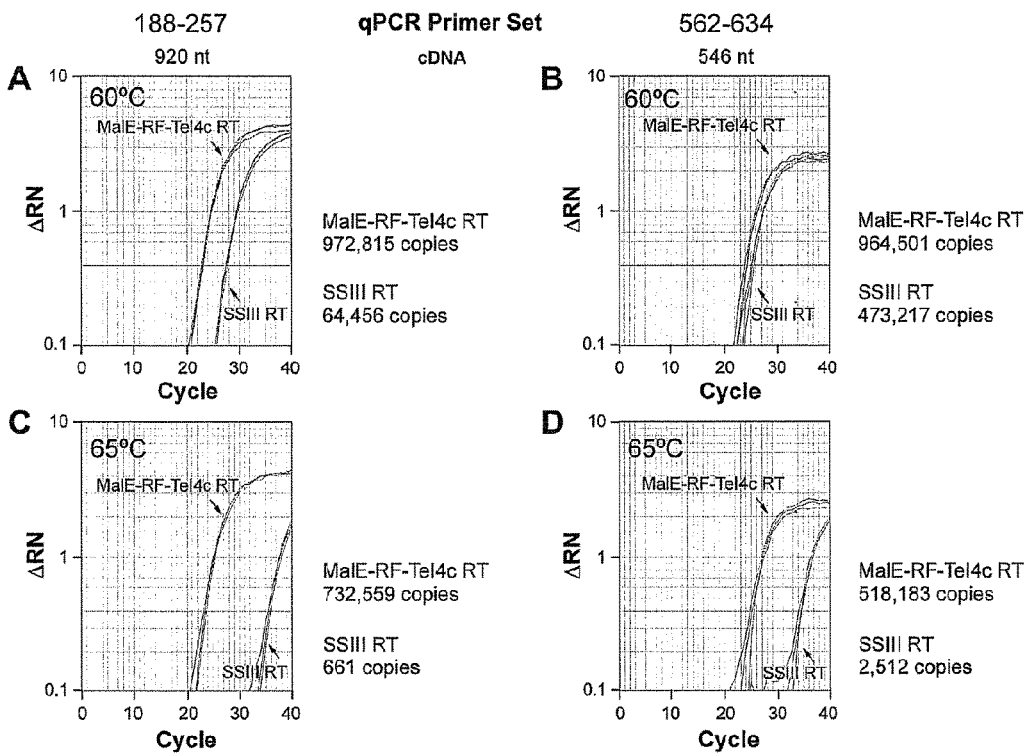 188-257 qPCR Primer Set 562-634
920 nt cDNA 546 nt
A
60ºC
MalE-RF-Tel4c RT
SSIII RT
10
1
0.1
ΔRN
0 10 20 30 40
Cycle
MalE-RF-Tel4c RT
972,815 copies
SSIII RT
64,456 copies
B
60ºC
MalE-RF-Tel4c RT
SSIII RT
10
1
0.1
ΔRN
0 10 20 30 40
Cycle
MalE-RF-Tel4c RT
964,501 copies
SSIII RT
473,217 copies
C
65ºC
MalE-RF-Tel4c RT
SSIII RT
10
1
0.1
ΔRN
0 10 20 30 40
Cycle
MalE-RF-Tel4c RT
732,559 copies
SSIII RT
661 copies
D
65ºC
MalE-RF-Tel4c RT
SSIII RT
10
1
0.1
ΔRN
0 10 20 30 40
Cycle
MalE-RF-Tel4c RT
518,183 copies
SSIII RT
2,512 copies